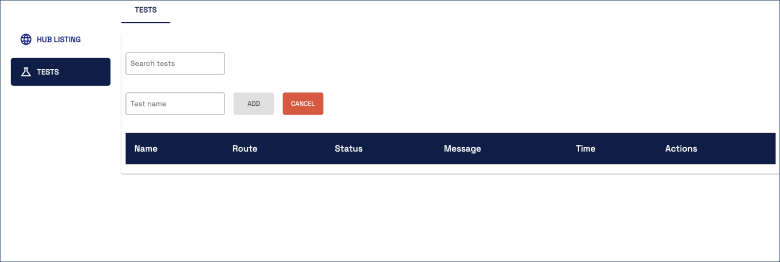 TESTS
HUB LISTING
TESTS
Search tests
Test name
ADD
CANCEL
Name Route Status Message Time Actions